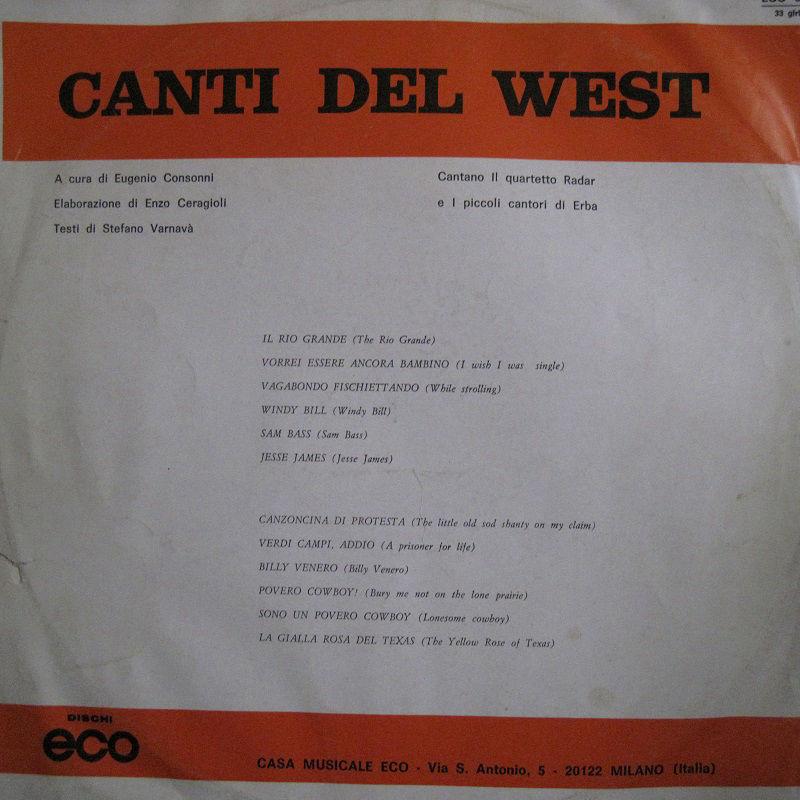 33 giri
CANTI DEL WEST
A cura di Eugenio Consonni
Elaborazione di Enzo Ceragioli
Testi di Stefano Varnavà
Cantano Il quartetto Radar
e I piccoli cantori di Erba
IL RIO GRANDE (The Rio Grande)
VORREI ESSERE ANCORA BAMBINO (I wish I was single)
VAGABONDO FISCHIETTANDO (While strolling)
WINDY BILL (Windy Bill)
SAM BASS (Sam Bass)
JESSE JAMES (Jesse James)
CANZONCINA DI PROTESTA (The little old sod shanty on my claim)
VERDI CAMPI, ADDIO (A prisoner for life)
BILLY VENERO (Billy Venero)
POVERO COWBOY! (Bury me not on the lone prairie)
SONO UN POVERO COWBOY (Lonesome cowboy)
LA GIALLA ROSA DEL TEXAS (The Yellow Rose of Texas)
DISCHI
eco
CASA MUSICALE ECO - Via S. Antonio, 5 - 20122 MILANO (Italia)